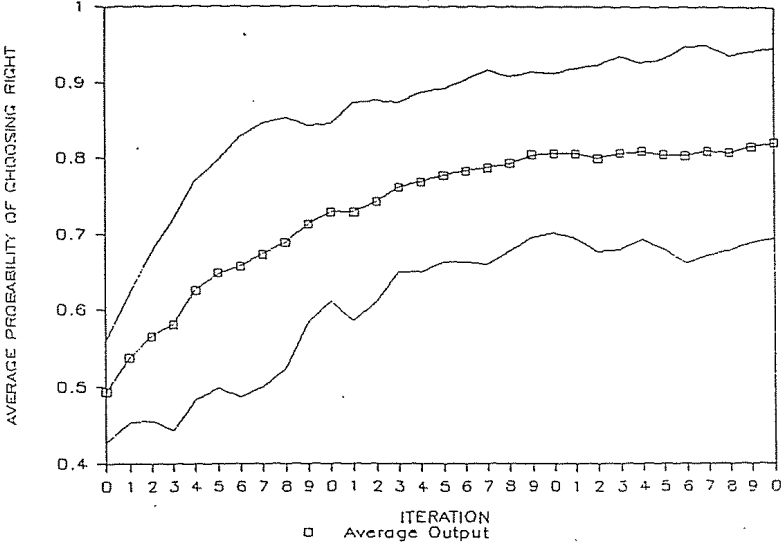 AVERAGE PROBABILITY OF CHOOSING RIGHT
1
0.9
0.8
0.7
0.6
0.5
0.4
0 1 2 3 4 5 6 7 8 9 0 1 2 3 4 5 6 7 8 9 0 1 2 3 4 5 6 7 8 9 0
ITERATION
Average Output